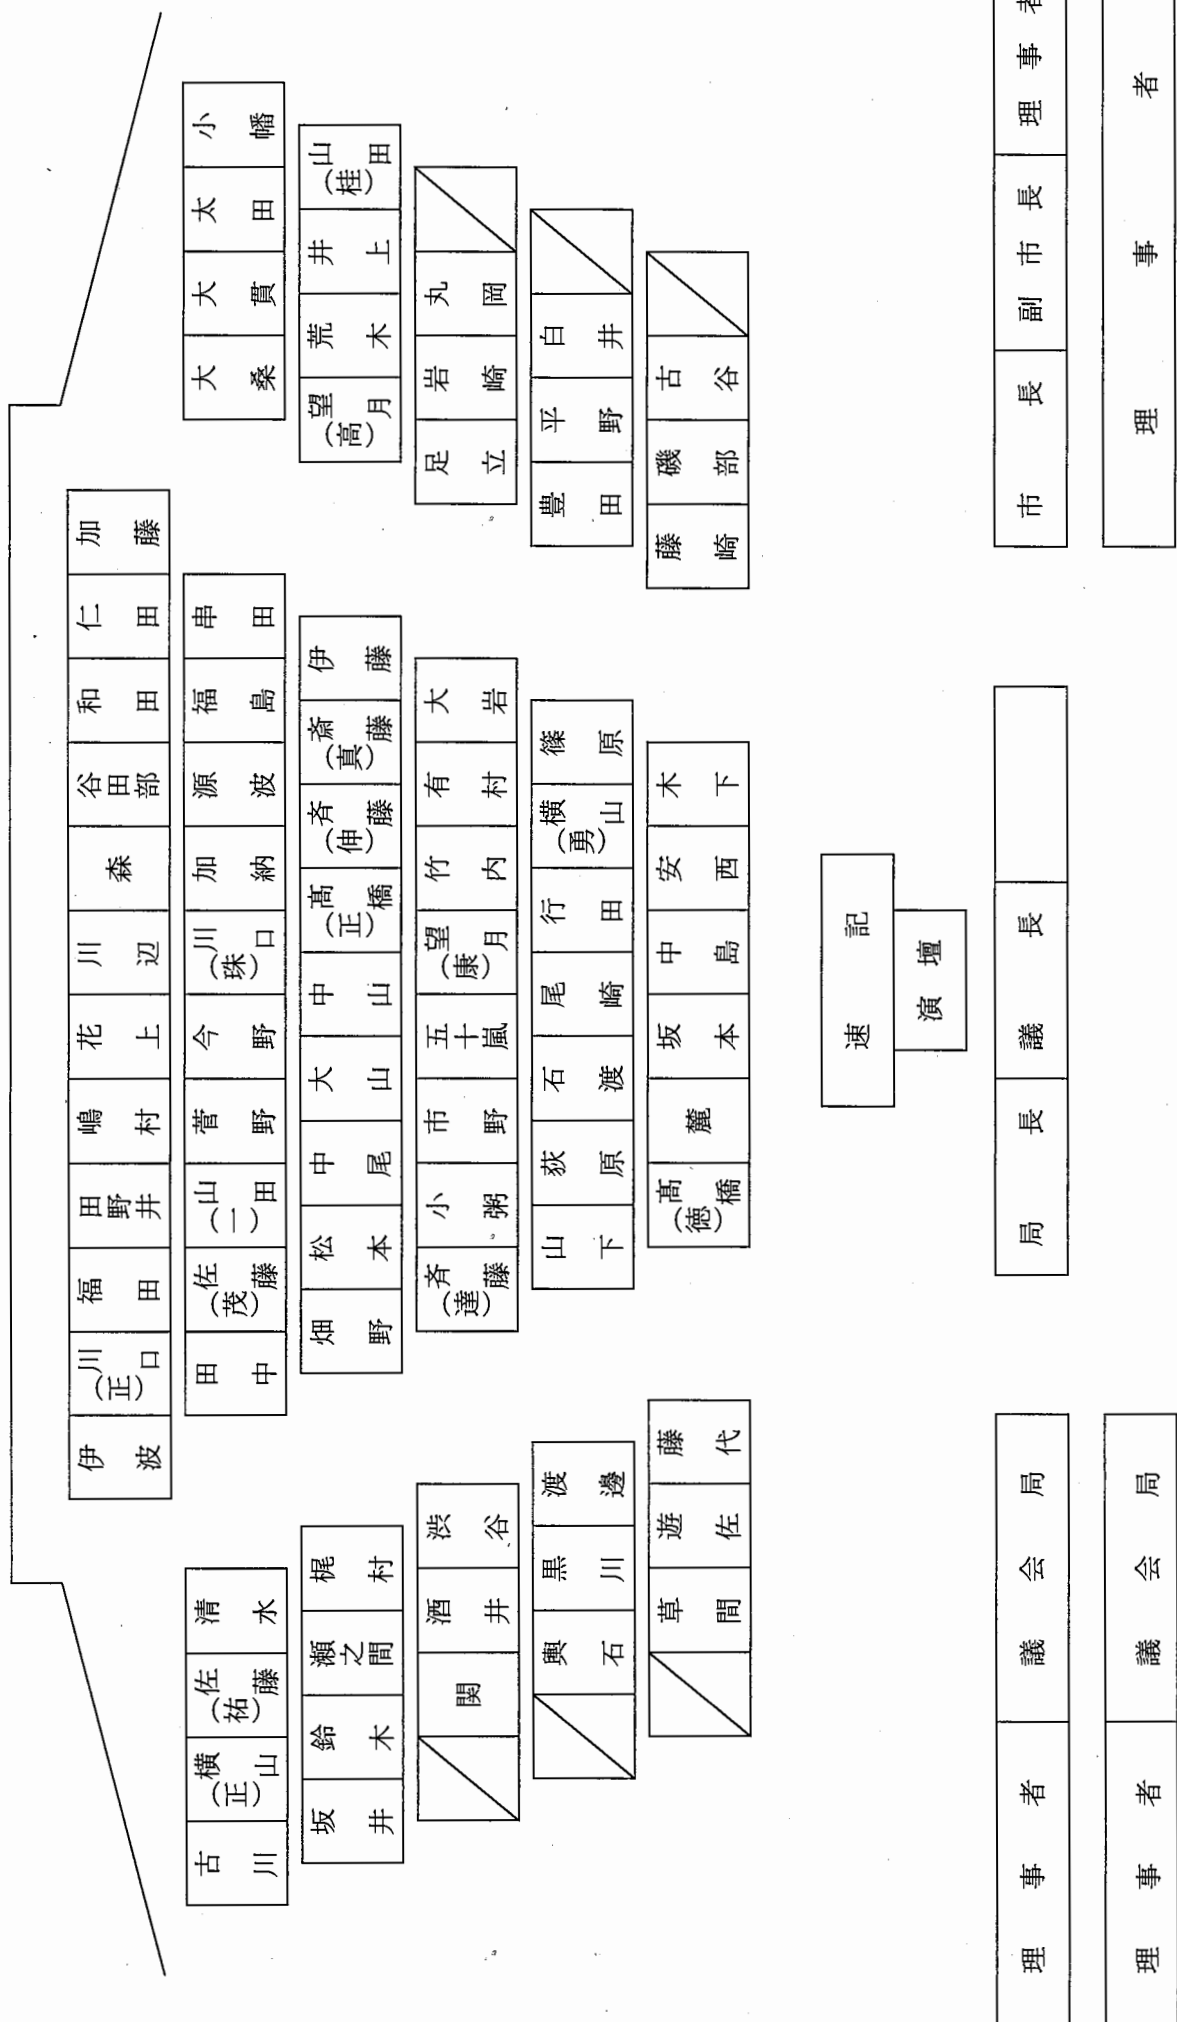 伊波 川口(正) 福田 田野井 嶋村 花上 川辺 森 谷田部 和田 仁田 加藤
古川 横山(正) 佐藤(祐) 清水 田中 佐藤(茂) 山田(一) 菅野 今野 川口(珠) 加納 源波 福島 串田 大桑 大貫 太田 小幡
坂井 鈴木 瀬之間 梶村 畑野 松本 中尾 大山 中山 髙橋(正) 斉藤(伸) 斎藤(真) 伊藤 望月(高) 荒木 井上 山田(桂)
関 酒井 渋谷 斉藤(達) 小粥 市野 五十嵐 望月(康) 竹内 有村 大岩 足立 岩崎 丸岡
輿石 黒川 渡邊 山下 荻原 石渡 尾崎 行田 横山(勇) 篠原 豊田 平野 白井
草間 遊佐 藤代 髙橋(徳) 麓 坂本 中島 安西 木下 藤崎 磯部 古谷
速記
演壇
理事者 議会局 局長 議長 市長 副市長 理事者
理事者 議会局 理事者